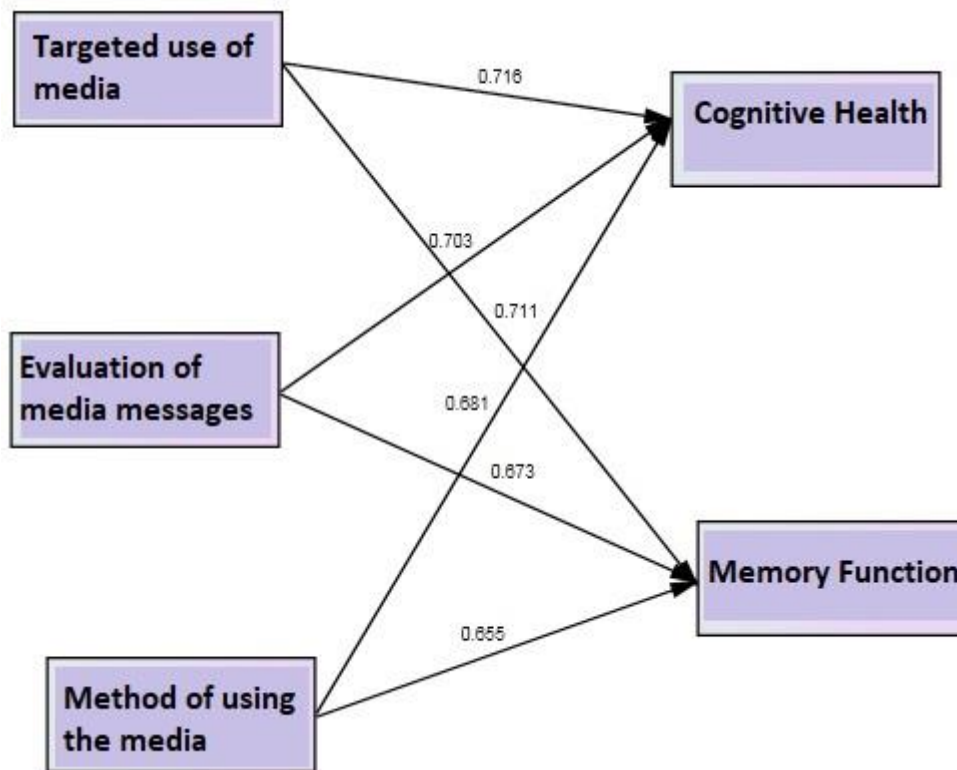 Targeted use of
media
0.716
Cognitive Health
0.703
0.711
Evaluation of
media messages
0.681
0.673
Memory Function
0.655
Method of using
the media